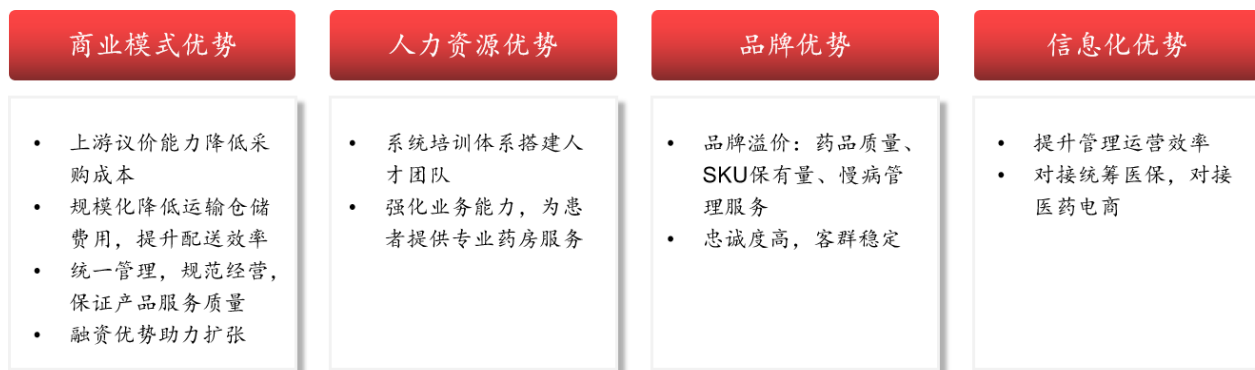 商业模式优势
• 上游议价能力降低采
购成本
• 规模化降低运输仓储
费用，提升配送效率
• 统一管理，规范经营，
保证产品服务质量
• 融资优势助力扩张
人力资源优势
• 系统培训体系搭建人
才团队
• 强化业务能力，为患
者提供专业药房服务
品牌优势
• 品牌溢价：药品质量、
SKU保有量、慢病管
理服务
• 忠诚度高，客群稳定
信息化优势
• 提升管理运营效率
• 对接统筹医保，对接
医药电商